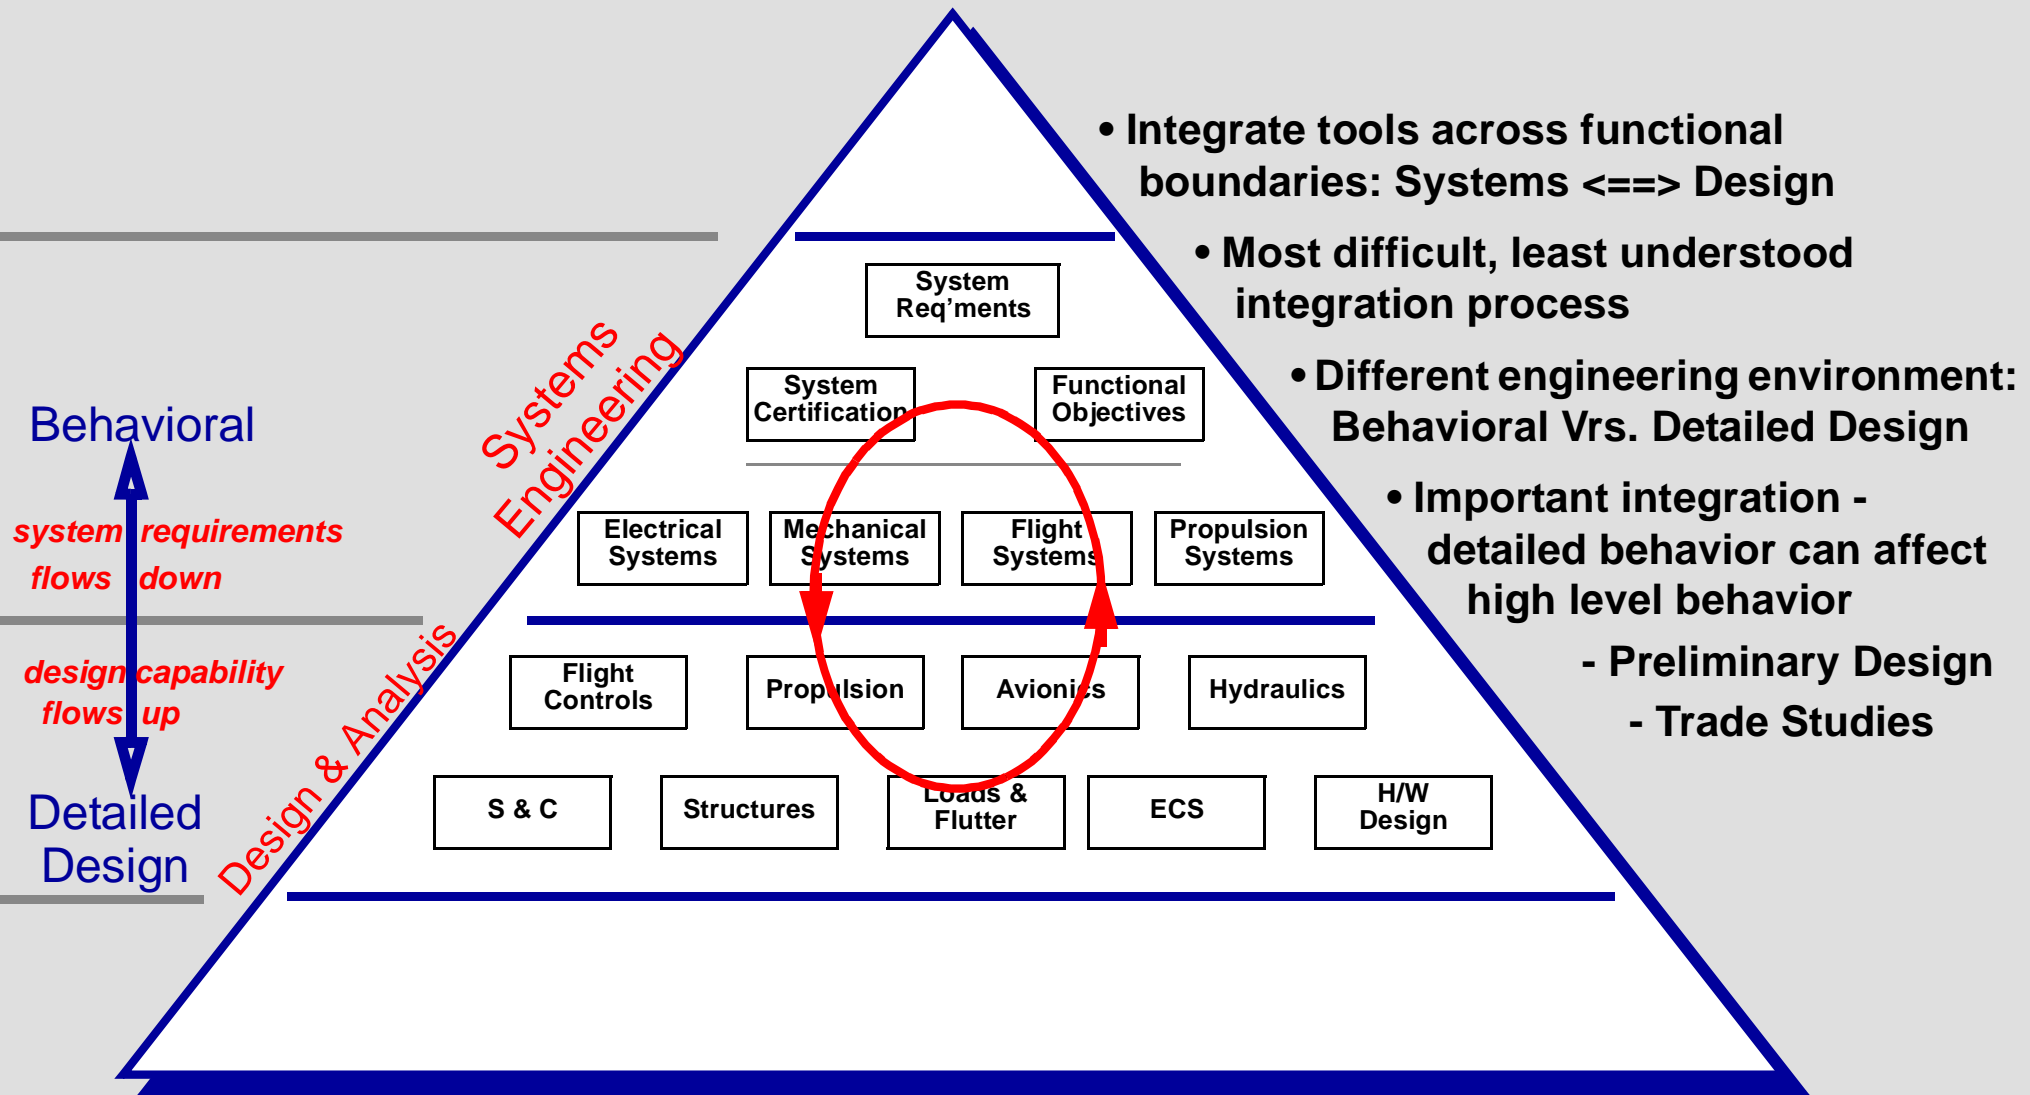 • Integrate tools across functional
boundaries: Systems <==> Design
• Most difficult, least understood
integration process
• Different engineering environment:
Behavioral Vrs. Detailed Design
• Important integration -
detailed behavior can affect
high level behavior
- Preliminary Design
- Trade Studies
Behavioral
system requirements
flows down
design capability
flows up
Detailed
Design
Systems
Engineering
Design & Analysis
System
Req’ments
System
Certification
Functional
Objectives
Electrical
Systems
Mechanical
Systems
Flight
Systems
Propulsion
Systems
Flight
Controls
Propulsion
Avionics
Hydraulics
S & C
Structures
Loads &
Flutter
ECS
H/W
Design